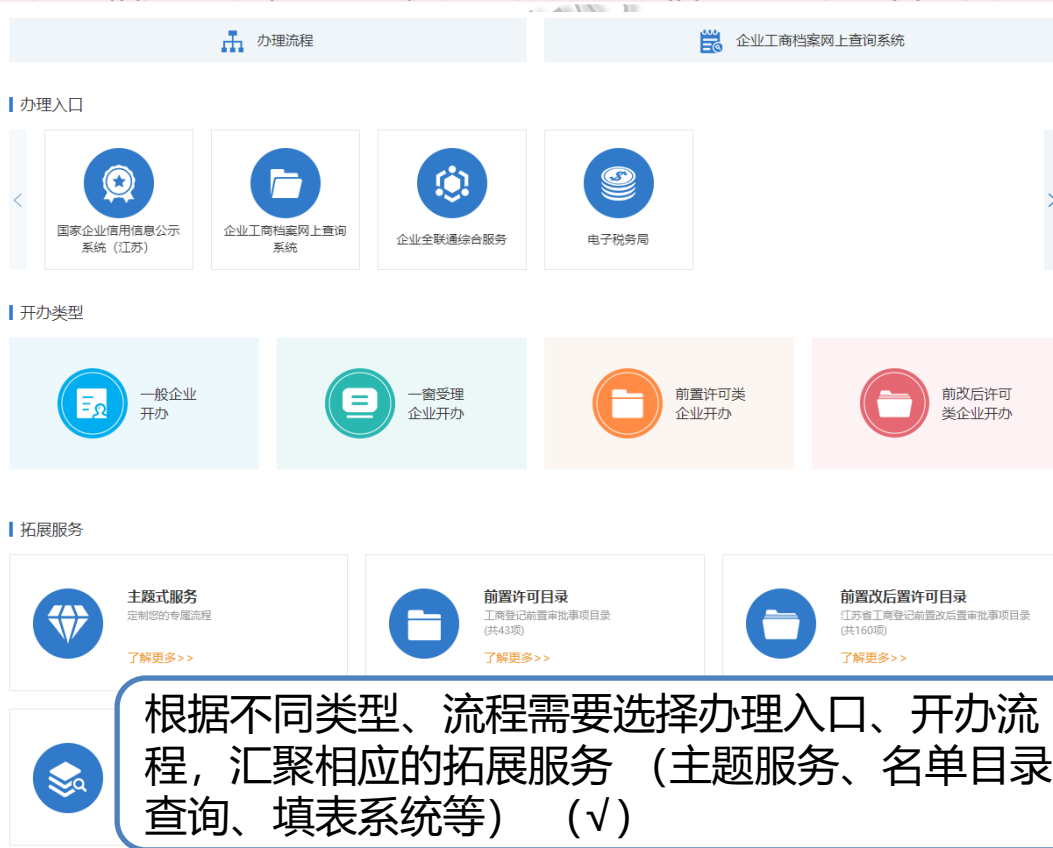 办理流程
企业工商档案网上查询系统
办理入口
国家企业信用信息公示
系统（江苏）
企业工商档案网上查询
系统
企业全联通综合服务
电子税务局
开办类型
一般企业
开办
一窗受理
企业开办
前置许可类
企业开办
前改后许可
类企业开办
拓展服务
主题式服务
定制您的专属流程
了解更多>>
前置许可目录
工商登记前置审批事项目录
(共43项)
了解更多>>
前置改后置许可目录
江苏省工商登记前置改后置审批事项目录
(共160项)
了解更多>>
根据不同类型、流程需要选择办理入口、开办流
程，汇聚相应的拓展服务 （主题服务、名单目录
查询、填表系统等） （√）